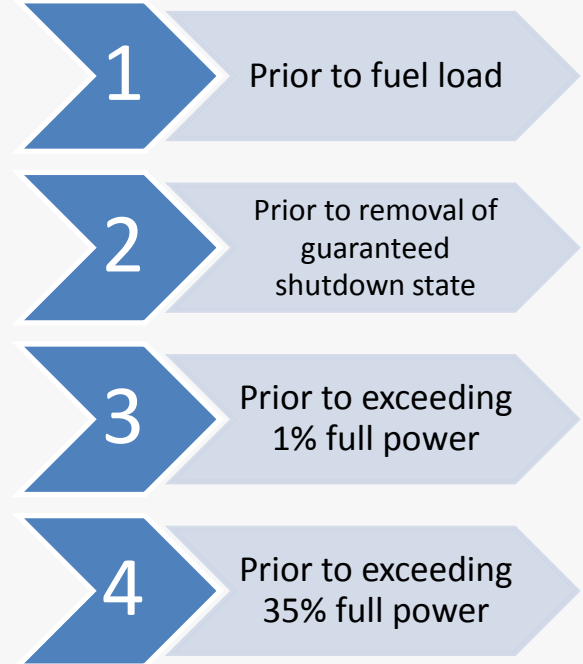 1
Prior to fuel load
2
Prior to removal of
guaranteed
shutdown state
3
Prior to exceeding
1% full power
4
Prior to exceeding
35% full power